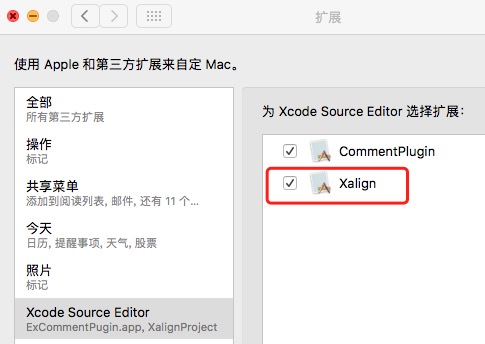 扩展
使用 Apple 和第三方扩展来自定 Mac。
全部
所有第三方扩展
操作
标记
共享菜单
添加到阅读列表, 邮件, 还有 11 个...
今天
日历, 提醒事项, 天气, 股票
照片
标记
Xcode Source Editor
ExCommentPugin.app, XalignProject
为 Xcode Source Editor 选择扩展：
CommentPlugin
Xalign